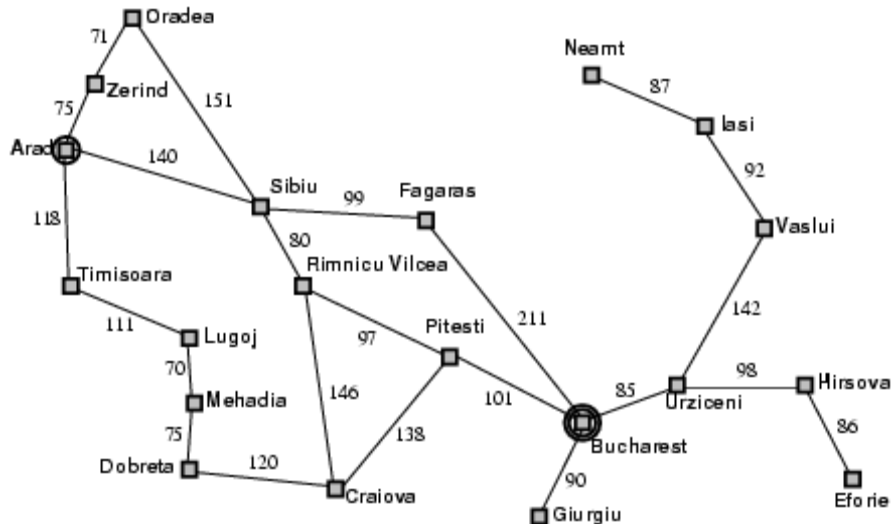 Oradea
71
Neamt
Zerind
87
151
75
Iasi
Arad
140
92
Sibiu
Fagaras
99
118
Vaslui
80
Timisoara
Rimnicu Vilcea
142
111
211
Lugoj
97
Pitesti
70
98
Hirsova
146
85
Mehadia
101
Urziceni
86
75
138
Bucharest
120
Dobreta
90
Craiova
Eforie
Giurgiu